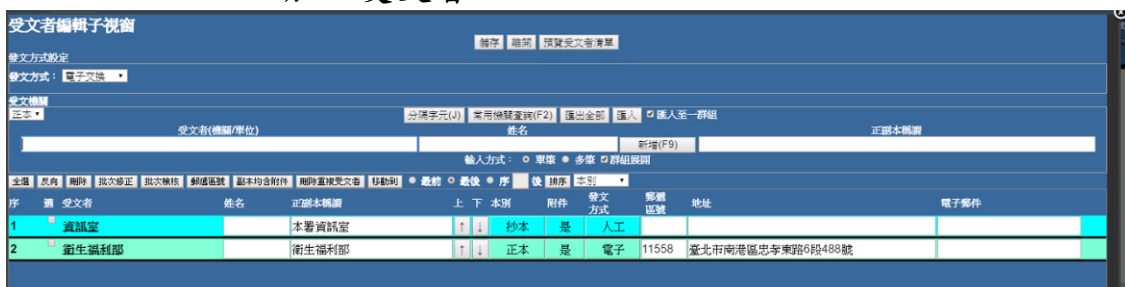 受文者編輯子視窗
儲存 離開 預覽受文者清單
發文方式設定
發文方式： 電子交換
受文機關
正本 分隔字元(J) 常用機關查詢(F2) 匯出全部 匯入 匯入至一群組
受文者(機關/單位) 姓名 正副本稱謂
新增(F9)
輸入方式： 單筆 多筆 群組展開
全選 反向 刪除 批次修正 批次檢核 郵遞區號 副本均含附件 刪除重複受文者 移動到 最前 最後 序 後 排序 本別
序 選 受文者 姓名 正副本稱謂 上 下 本別 附件 發文方式 郵遞區號 地址 電子郵件
1 資訊室 本署資訊室 ↑ ↓ 抄本 是 人工
2 衛生福利部 衛生福利部 ↑ ↓ 正本 是 電子 11558 臺北市南港區忠孝東路6段488號